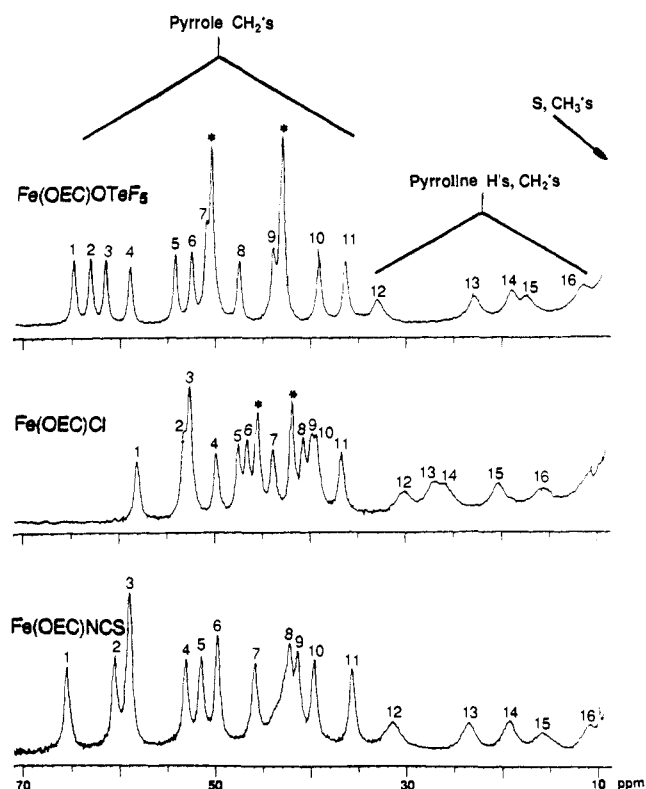 Pyrrole CH₂'s
S, CH₃'s
Pyrroline H's, CH₂'s
Fe(OEC)OTeF₅
* *
1 2 3 4 5 6 7 8 9 10 11 12 13 14 15 16
Fe(OEC)Cl
* *
1 2 3 4 5 6 7 8 9 10 11 12 13 14 15 16
Fe(OEC)NCS
1 2 3 4 5 6 7 8 9 10 11 12 13 14 15 16
70 50 30 10 ppm